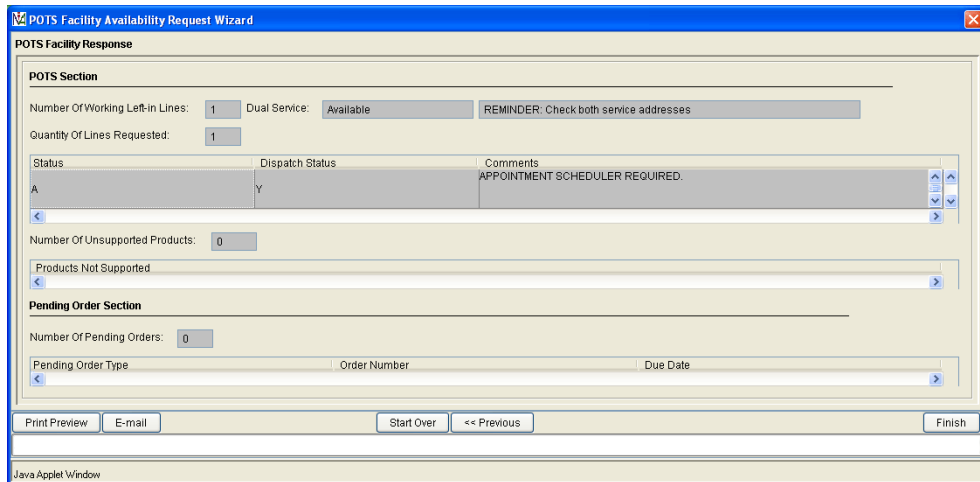 POTS Facility Availability Request Wizard
POTS Facility Response
POTS Section
Number Of Working Left-in Lines: 1 Dual Service: Available REMINDER: Check both service addresses
Quantity Of Lines Requested: 1
Status Dispatch Status Comments
A Y APPOINTMENT SCHEDULER REQUIRED.
Number Of Unsupported Products: 0
Products Not Supported
Pending Order Section
Number Of Pending Orders: 0
Pending Order Type Order Number Due Date
Print Preview E-mail Start Over << Previous Finish
Java Applet Window